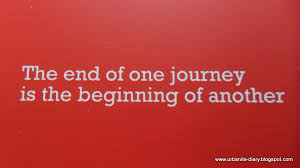 The end of one journey
is the beginning of another
www.urbanite-diary.blogspot.com